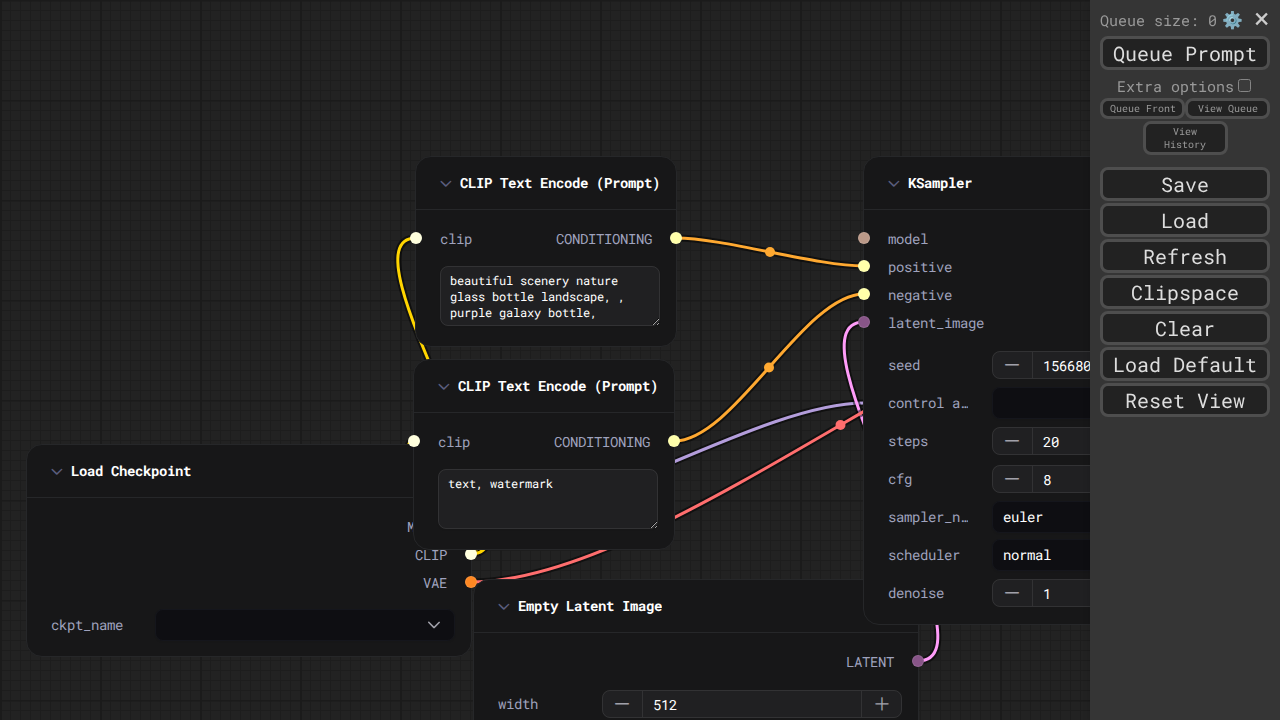 Queue size: 0
Queue Prompt
Extra options
Queue Front
View Queue
View
History
Save
Load
Refresh
Clipspace
Clear
Load Default
Reset View
CLIP Text Encode (Prompt)
clip
CONDITIONING
beautiful scenery nature
glass bottle landscape, ,
purple galaxy bottle,
CLIP Text Encode (Prompt)
clip
CONDITIONING
text, watermark
Load Checkpoint
CLIP
VAE
ckpt_name
Empty Latent Image
LATENT
width
512
KSampler
model
positive
negative
latent_image
seed
156680
control a…
steps
20
cfg
8
sampler_n…
euler
scheduler
normal
denoise
1